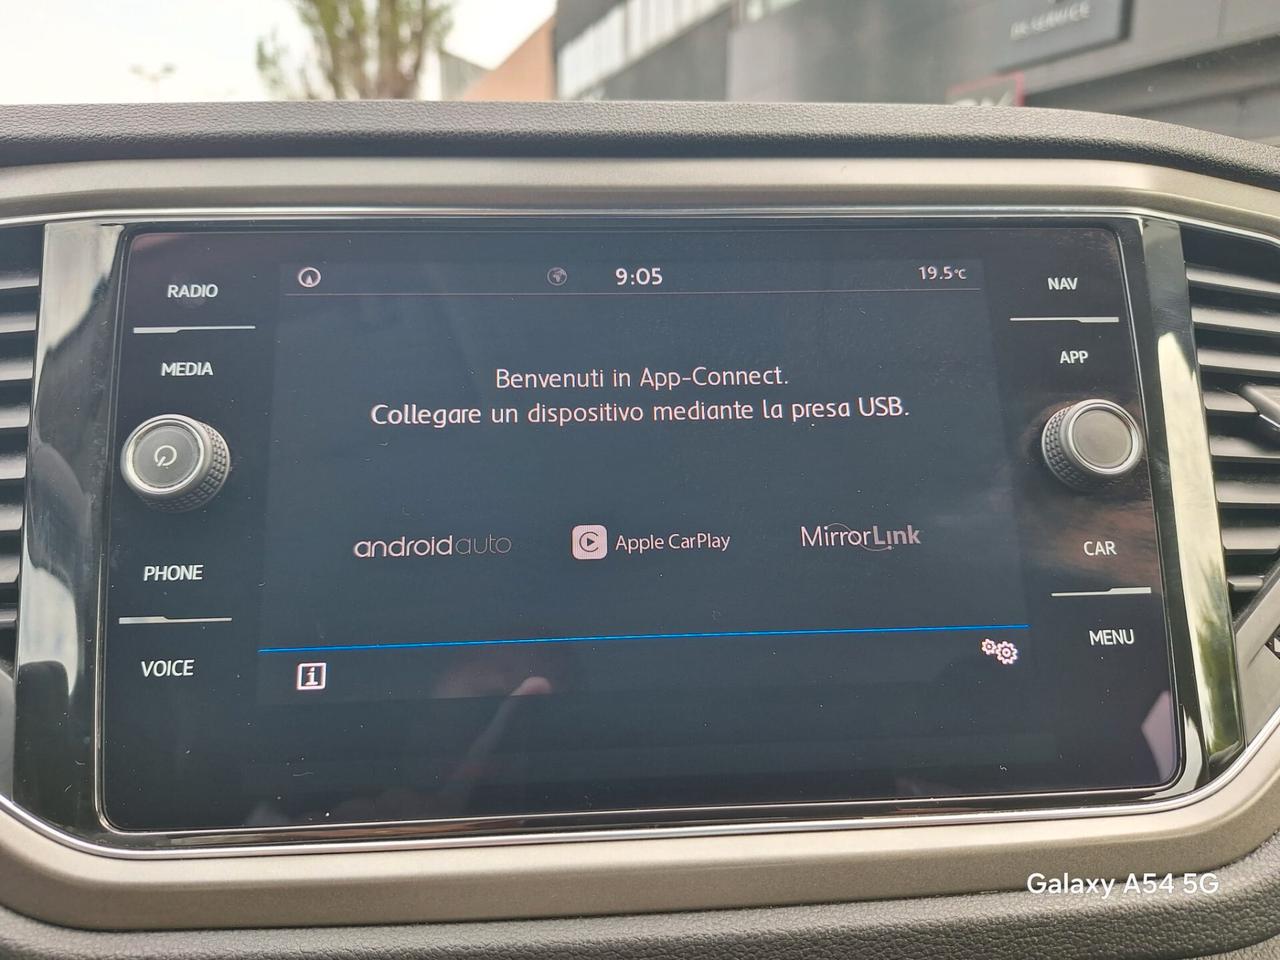 SERVICE
RADIO
MEDIA
PHONE
VOICE
9:05
19.5°C
Benvenuti in App-Connect.
Collegare un dispositivo mediante la presa USB.
androidauto
Apple CarPlay
MirrorLink
i
NAV
APP
CAR
MENU
Galaxy A54 5G